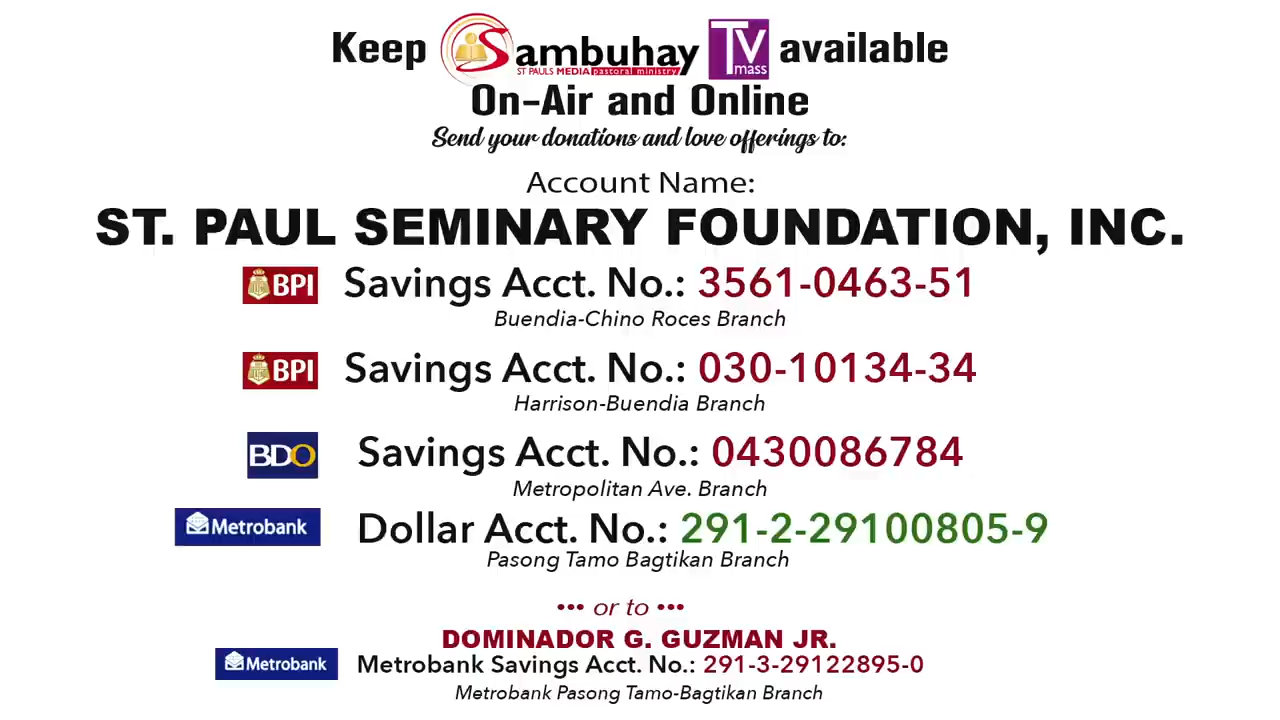 Keep Sambuhay TV mass available
ST PAULS MEDIA pastoral ministry
On-Air and Online
Send your donations and love offerings to:
Account Name:
ST. PAUL SEMINARY FOUNDATION, INC.
BPI Savings Acct. No.: 3561-0463-51
Buendia-Chino Roces Branch
BPI Savings Acct. No.: 030-10134-34
Harrison-Buendia Branch
BDO Savings Acct. No.: 0430086784
Metropolitan Ave. Branch
Metrobank Dollar Acct. No.: 291-2-29100805-9
Pasong Tamo Bagtikan Branch
••• or to •••
DOMINADOR G. GUZMAN JR.
Metrobank Metrobank Savings Acct. No.: 291-3-29122895-0
Metrobank Pasong Tamo-Bagtikan Branch